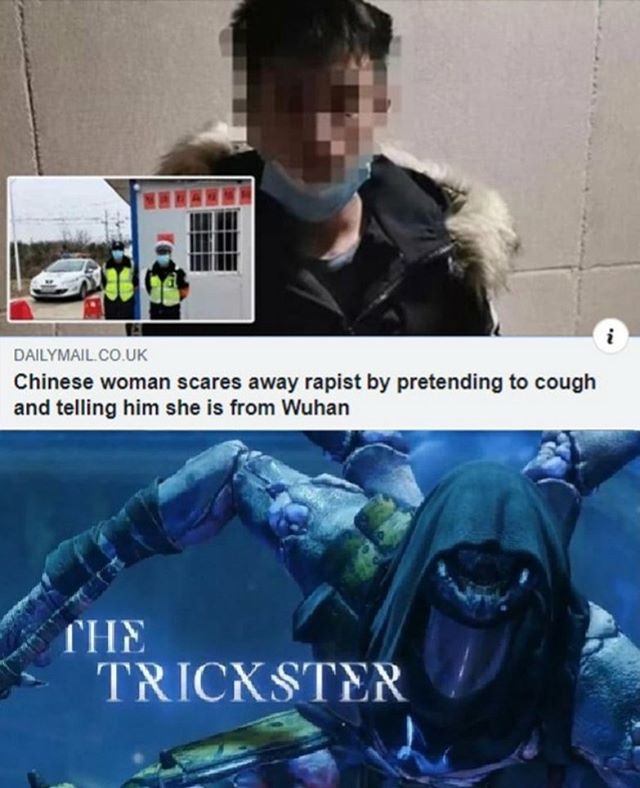 DAILYMAIL.CO.UK
Chinese woman scares away rapist by pretending to cough
and telling him she is from Wuhan
THE
TRICKSTER